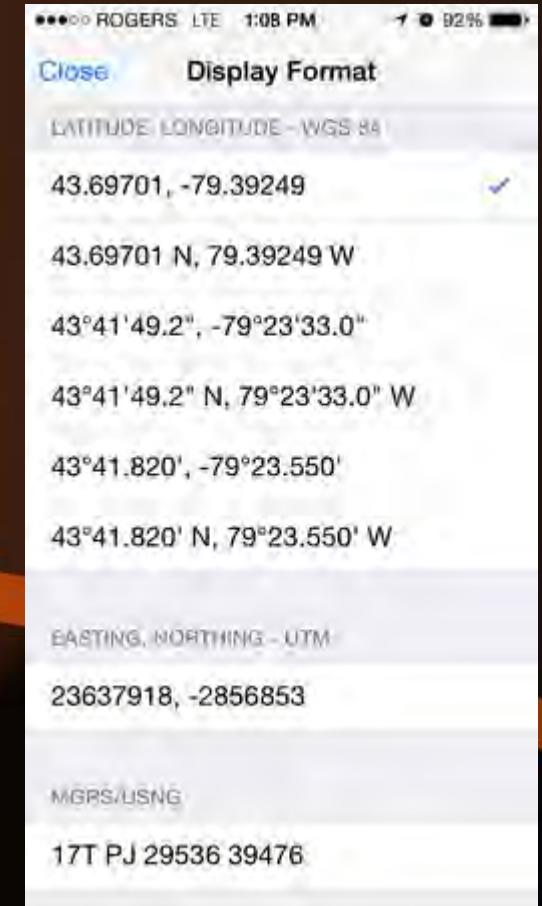 ROGERS LTE 1:08 PM 92%
Close Display Format
LATITUDE, LONGITUDE - WGS 84
43.69701, -79.39249
43.69701 N, 79.39249 W
43°41'49.2", -79°23'33.0"
43°41'49.2" N, 79°23'33.0" W
43°41.820', -79°23.550'
43°41.820' N, 79°23.550' W
EASTING, NORTHING - UTM
23637918, -2856853
MGRS/USNG
17T PJ 29536 39476